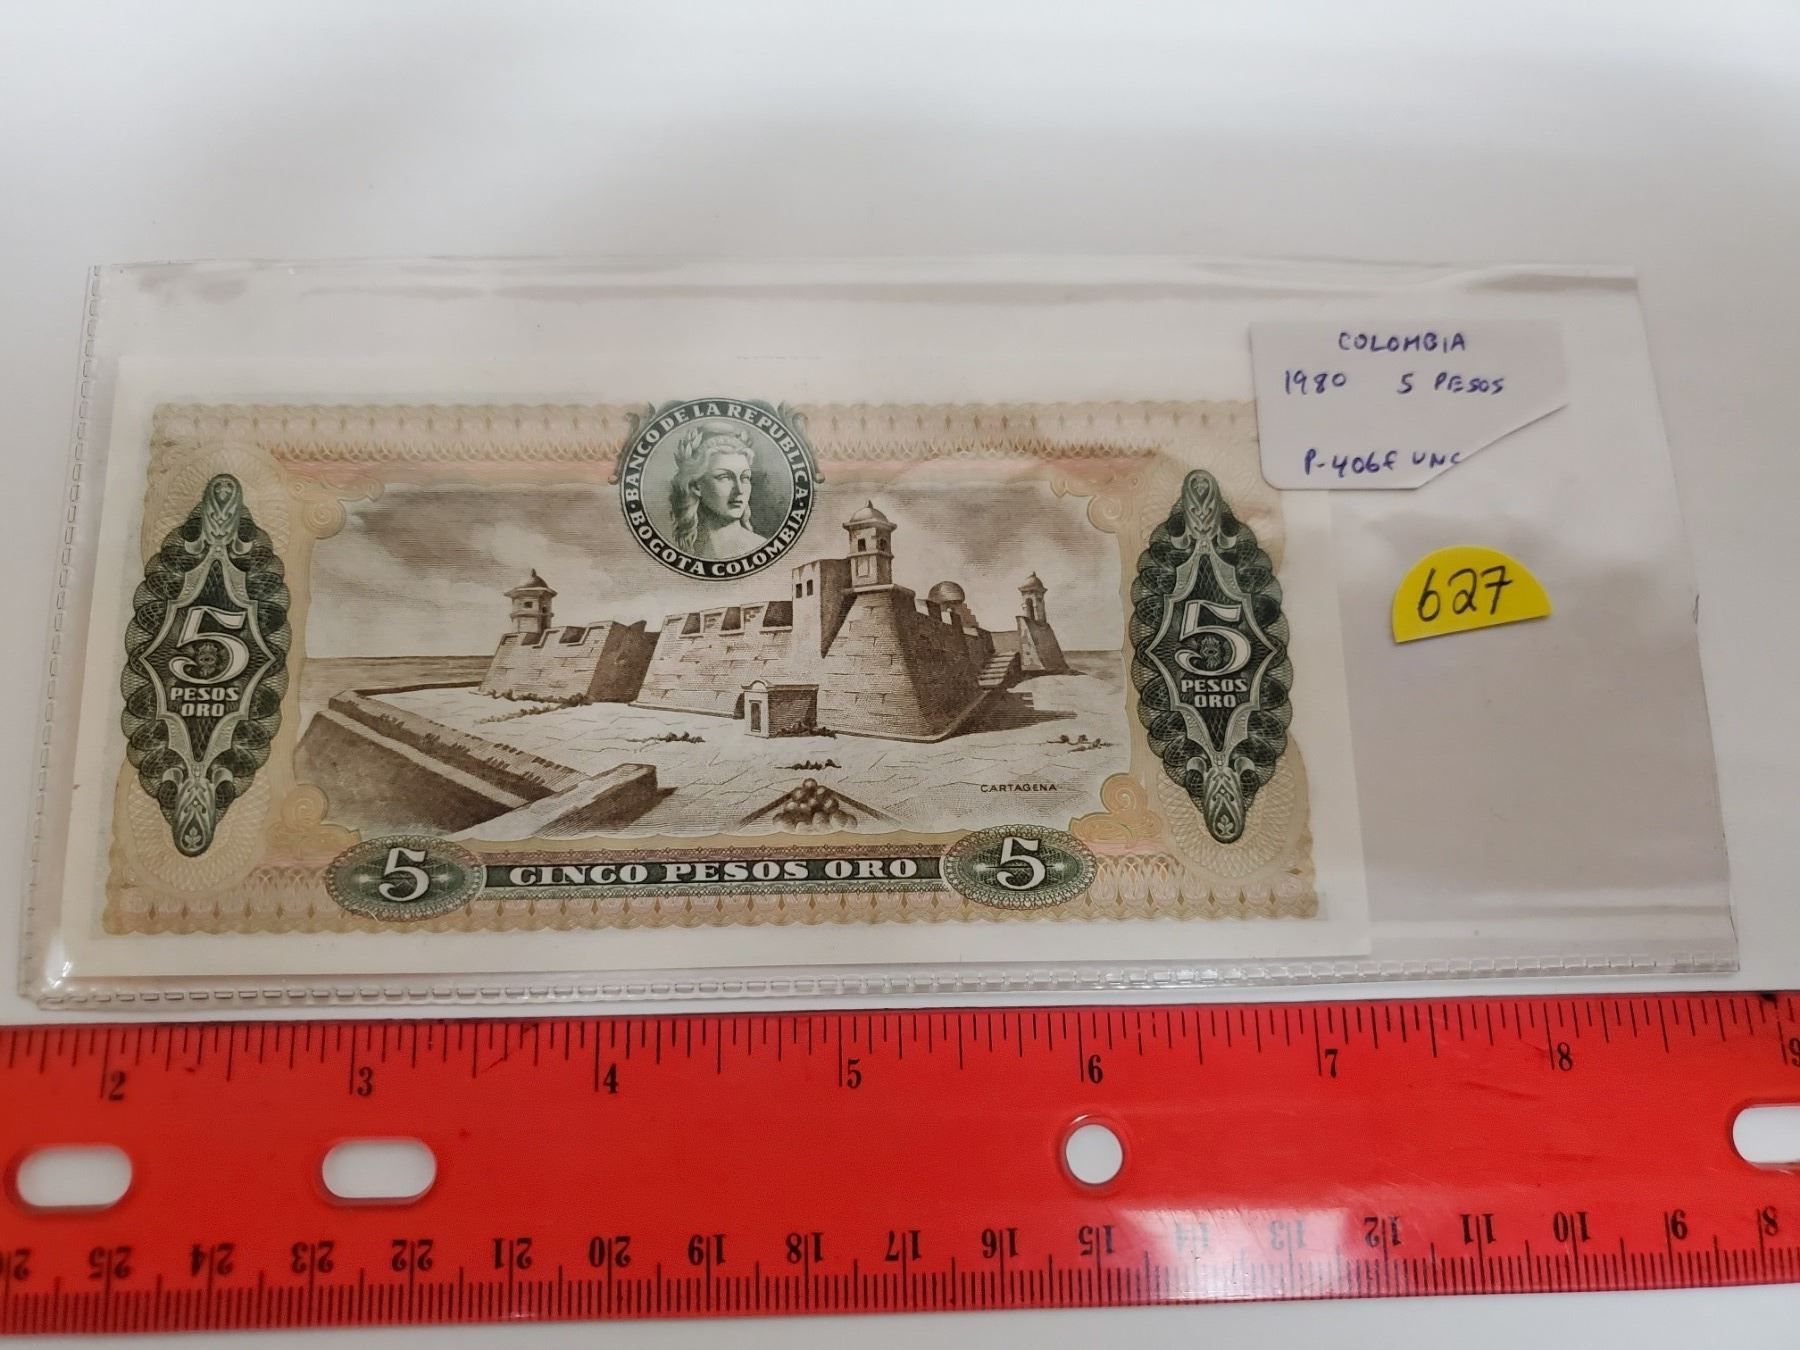 COLOMBIA
1980 5 PESOS
P-406f UNC
627
BANCO DE LA REPUBLICA
BOGOTA COLOMBIA
5
PESOS
ORO
5
PESOS
ORO
CARTAGENA
5 CINCO PESOS ORO 5
2 3 4 5 6 7 8 9
26 25 24 23 22 21 20 19 18 17 16 15 14 13 12 11 10 9 8